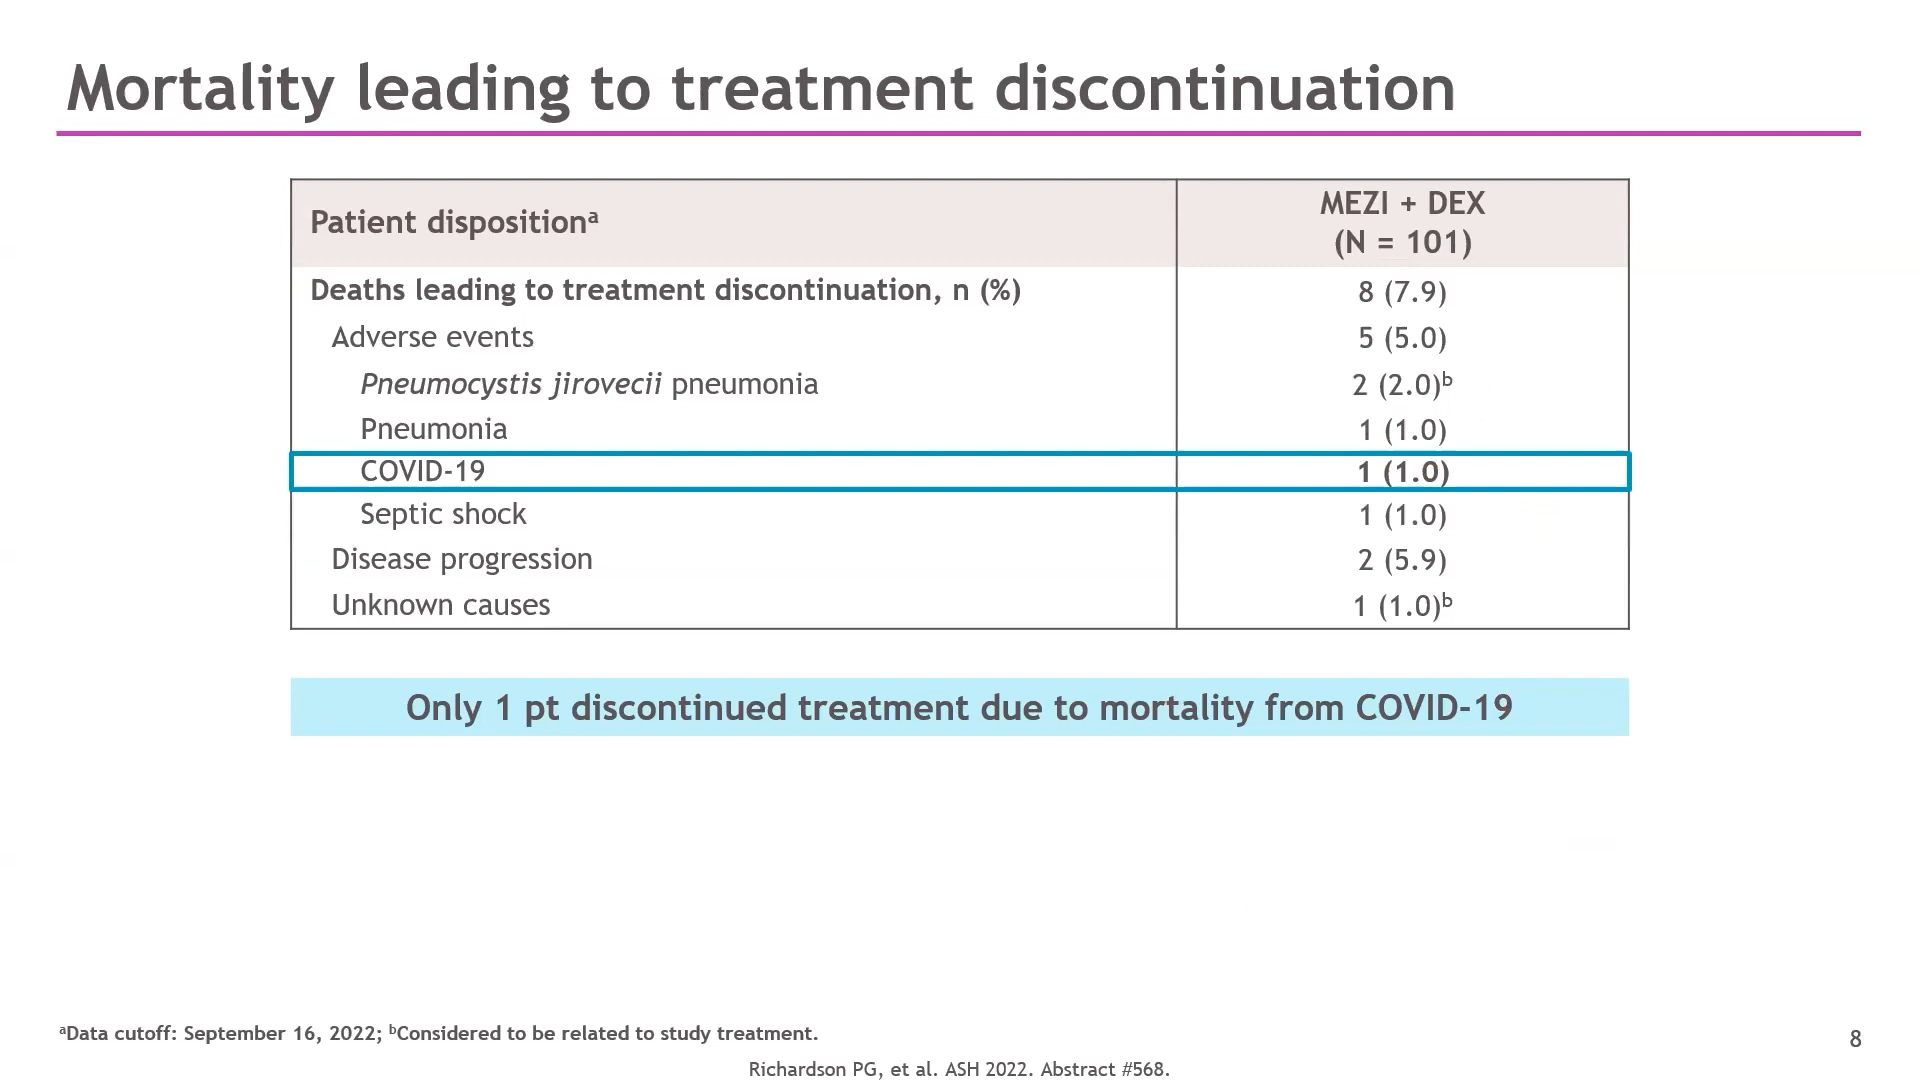 Mortality leading to treatment discontinuation
Patient dispositionᵃ
MEZI + DEX
(N = 101)
Deaths leading to treatment discontinuation, n (%)
8 (7.9)
Adverse events
5 (5.0)
Pneumocystis jirovecii pneumonia
2 (2.0)ᵇ
Pneumonia
1 (1.0)
COVID-19
1 (1.0)
Septic shock
1 (1.0)
Disease progression
2 (5.9)
Unknown causes
1 (1.0)ᵇ
Only 1 pt discontinued treatment due to mortality from COVID-19
ᵃData cutoff: September 16, 2022; ᵇConsidered to be related to study treatment.
8
Richardson PG, et al. ASH 2022. Abstract #568.